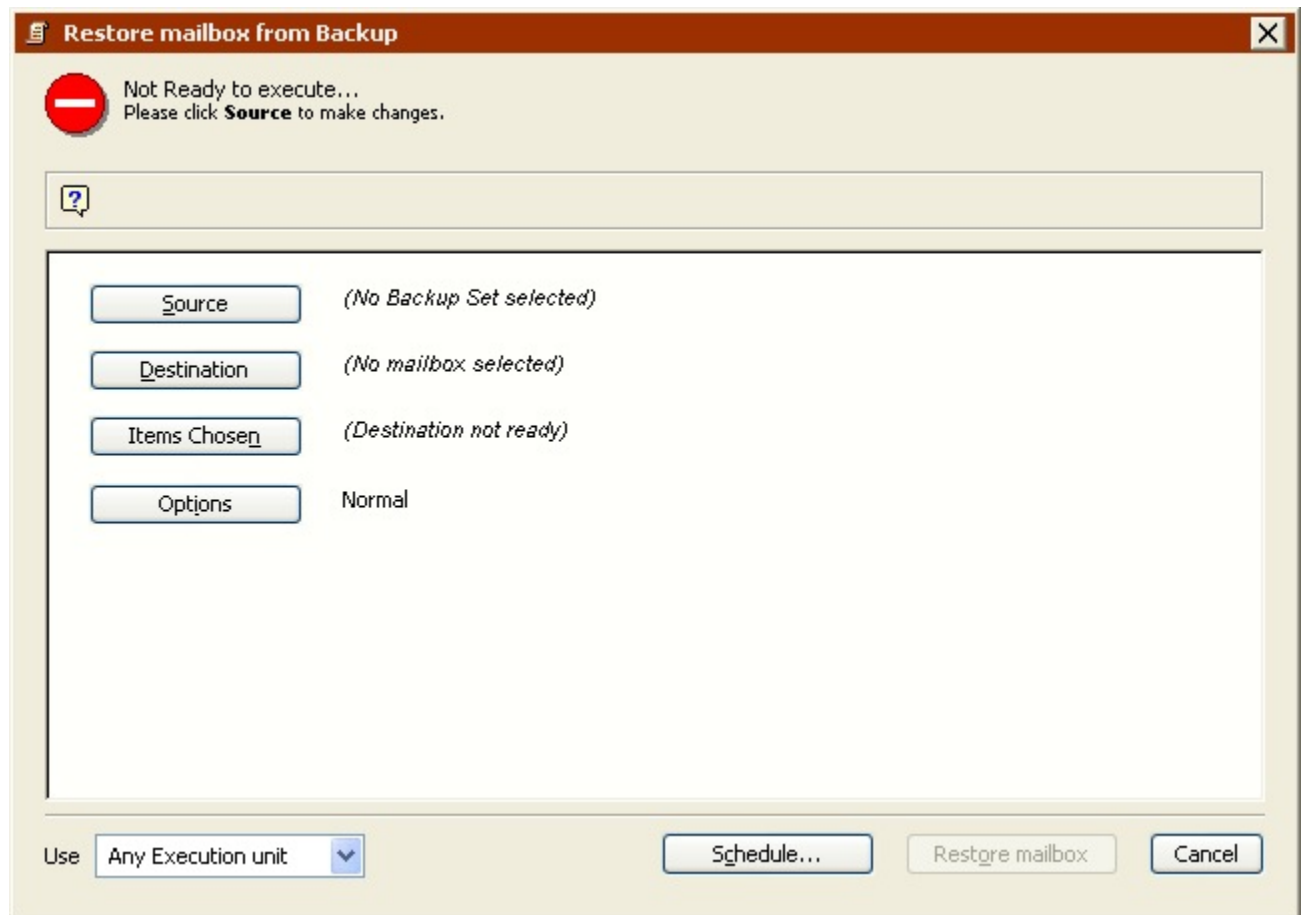 Restore mailbox from Backup
Not Ready to execute...
Please click Source to make changes.
?
Source (No Backup Set selected)
Destination (No mailbox selected)
Items Chosen (Destination not ready)
Options Normal
Use Any Execution unit Schedule... Restore mailbox Cancel